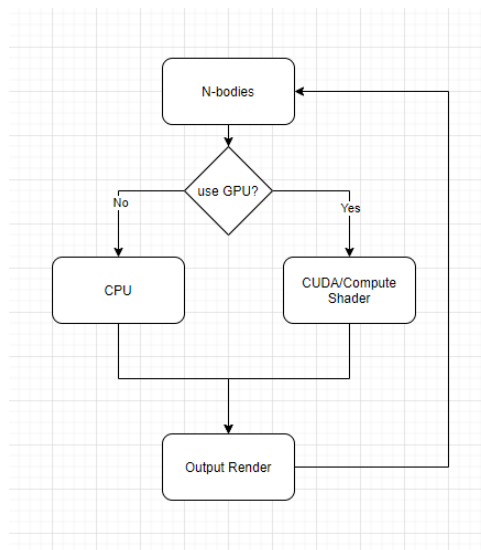 N-bodies
use GPU?
No
Yes
CPU
CUDA/Compute
Shader
Output Render